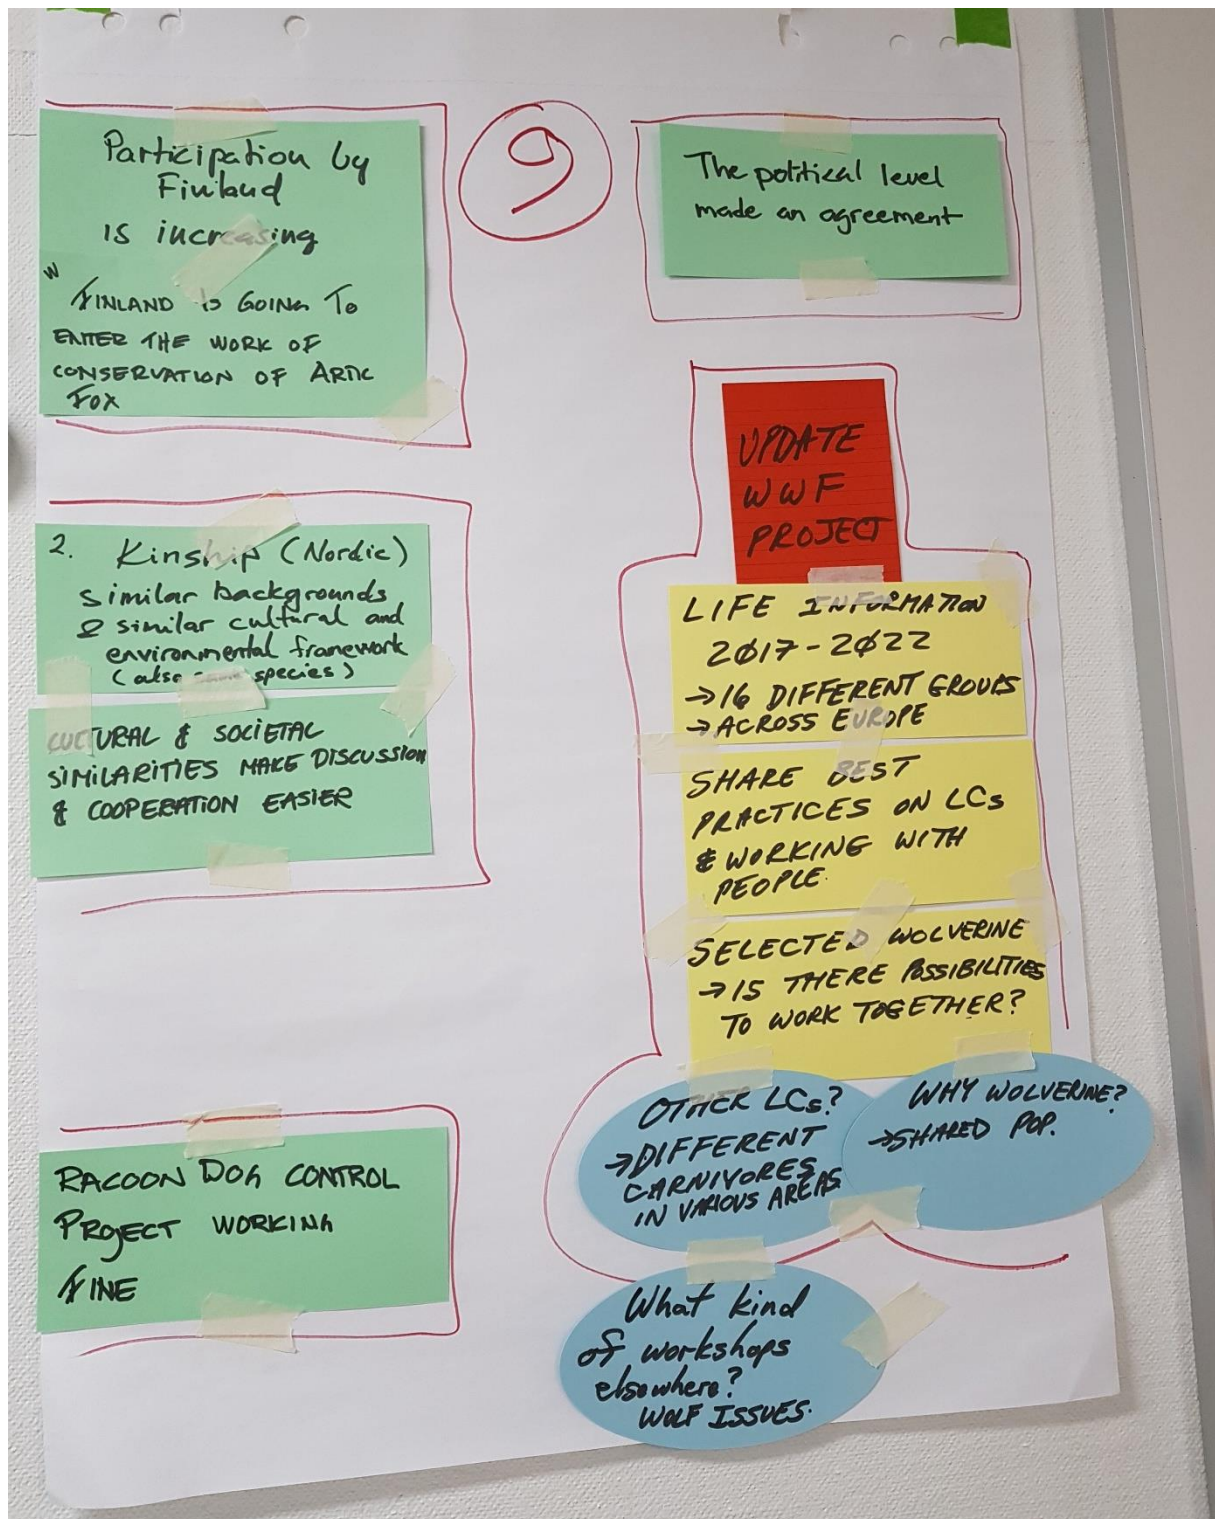 9
Participation by
Finland
is increasing
W
FINLAND IS GOING TO
ENTER THE WORK OF
CONSERVATION OF ARTIC
FOX
2. Kinship (Nordic)
similar backgrounds
& similar cultural and
environmental framework
(also same species)
CULTURAL & SOCIETAL
SIMILARITIES MAKE DISCUSSION
& COOPERATION EASIER
RACOON DOG CONTROL
PROJECT WORKING
FINE
The political level
made an agreement
UPDATE
WWF
PROJECT
LIFE INFORMATION
2017-2022
→ 16 DIFFERENT GROUPS
→ ACROSS EUROPE
SHARE BEST
PRACTICES ON LCs
& WORKING WITH
PEOPLE.
SELECTED WOLVERINE
→ IS THERE POSSIBILITIES
TO WORK TOGETHER?
OTHER LCs?
→ DIFFERENT
CARNIVORES
IN VARIOUS AREAS
WHY WOLVERINE?
→ SHARED POP.
What kind
of workshops
elsewhere?
WOLF ISSUES.